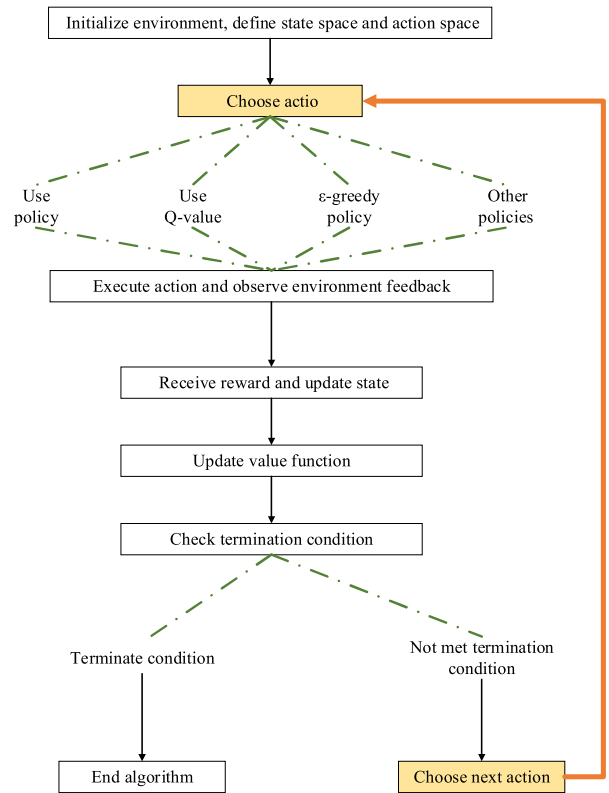 Initialize environment, define state space and action space
Choose actio
Use
policy
Use
Q-value
ε-greedy
policy
Other
policies
Execute action and observe environment feedback
Receive reward and update state
Update value function
Check termination condition
Terminate condition
Not met termination
condition
End algorithm
Choose next action